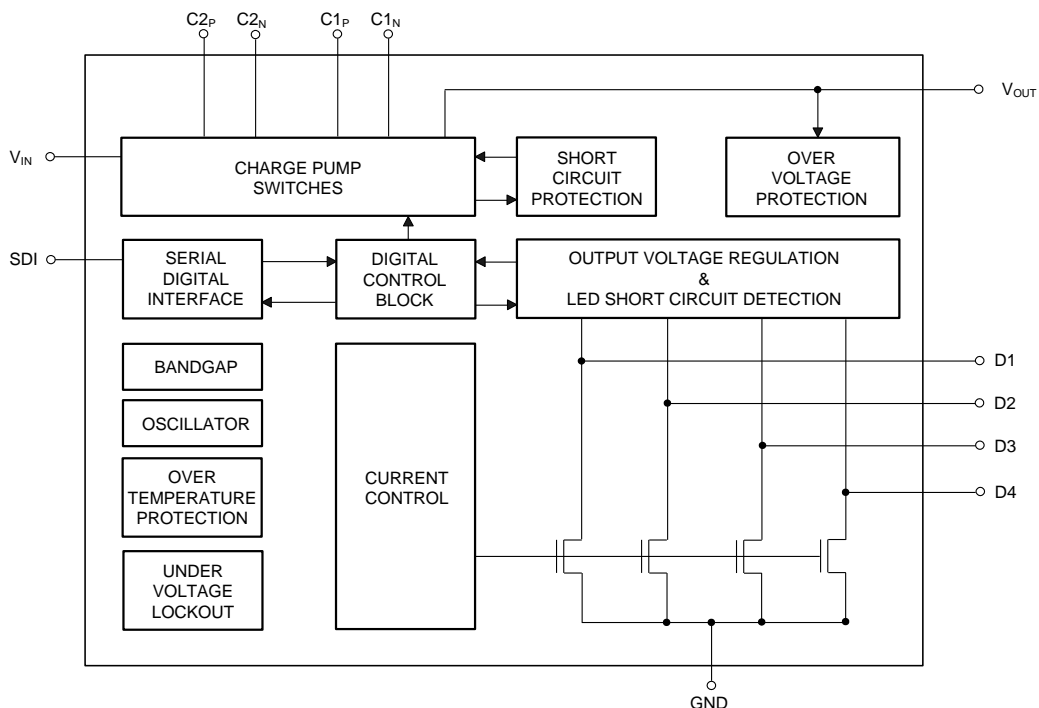 C2P C2N C1P C1N
VOUT
VIN
CHARGE PUMP
SWITCHES
SHORT
CIRCUIT
PROTECTION
OVER
VOLTAGE
PROTECTION
SDI
SERIAL
DIGITAL
INTERFACE
DIGITAL
CONTROL
BLOCK
OUTPUT VOLTAGE REGULATION
&
LED SHORT CIRCUIT DETECTION
BANDGAP
OSCILLATOR
OVER
TEMPERATURE
PROTECTION
UNDER
VOLTAGE
LOCKOUT
CURRENT
CONTROL
D1
D2
D3
D4
GND